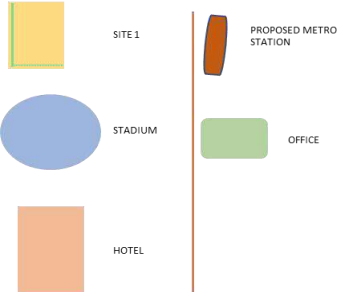 SITE 1
PROPOSED METRO
STATION
STADIUM
OFFICE
HOTEL